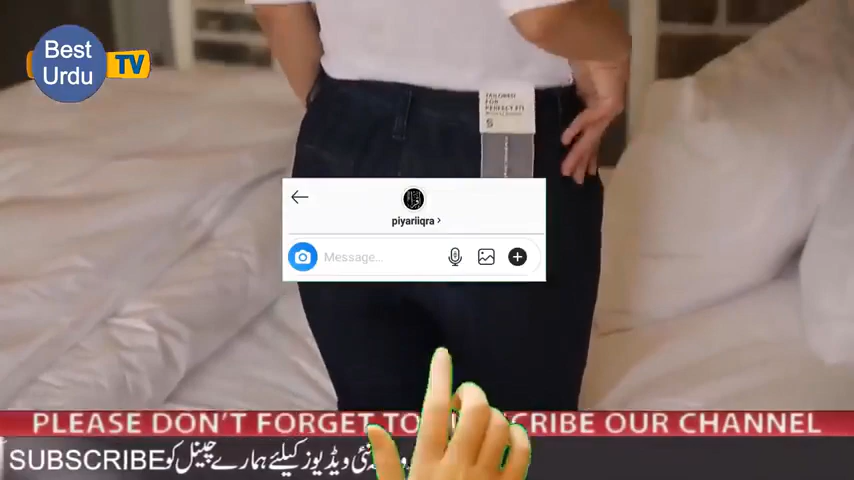 Best
Urdu
TV
TAILORED
FOR
PERFECT FIT
S
piyariiqra >
Message...
PLEASE DON'T FORGET TO SCRIBE OUR CHANNEL
نئی ویڈیوز کیلئے ہمارے چینل کو SUBSCRIBE